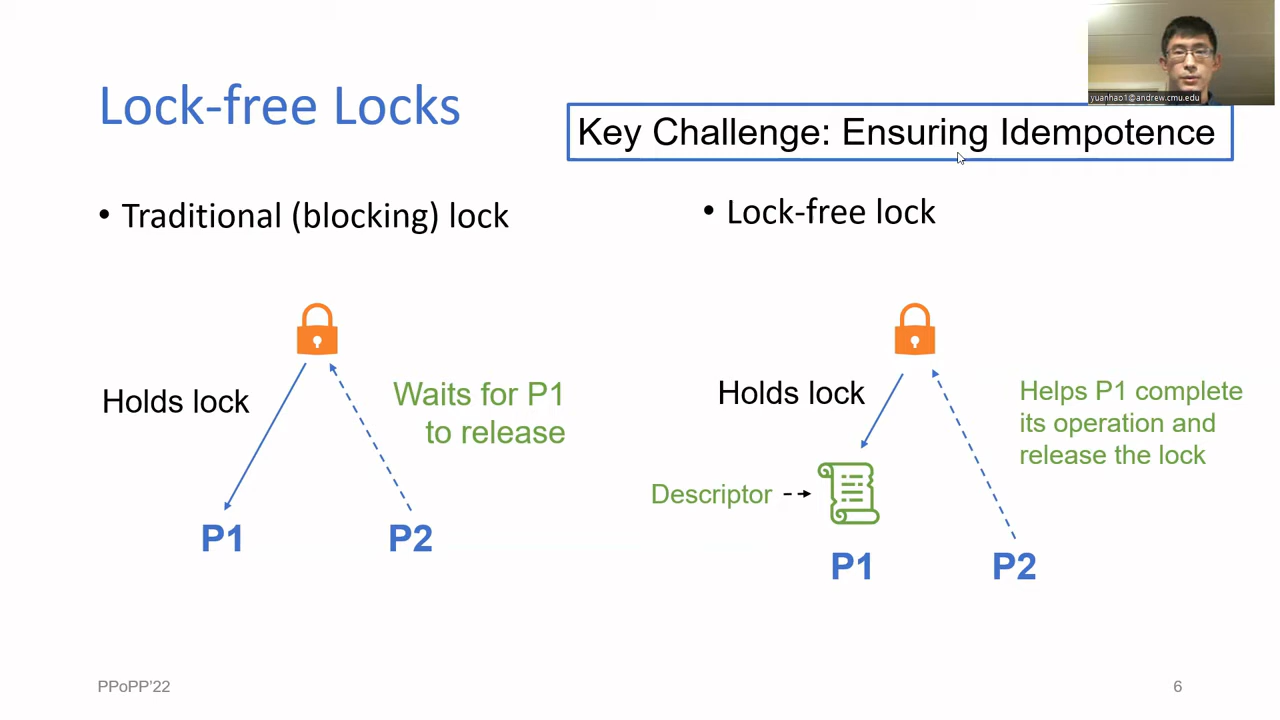 yuanhao1@andrew.cmu.edu
Lock-free Locks
Key Challenge: Ensuring Idempotence
• Traditional (blocking) lock
Holds lock
Waits for P1
to release
P1
P2
• Lock-free lock
Holds lock
Helps P1 complete
its operation and
release the lock
Descriptor
P1
P2
PPoPP'22
6